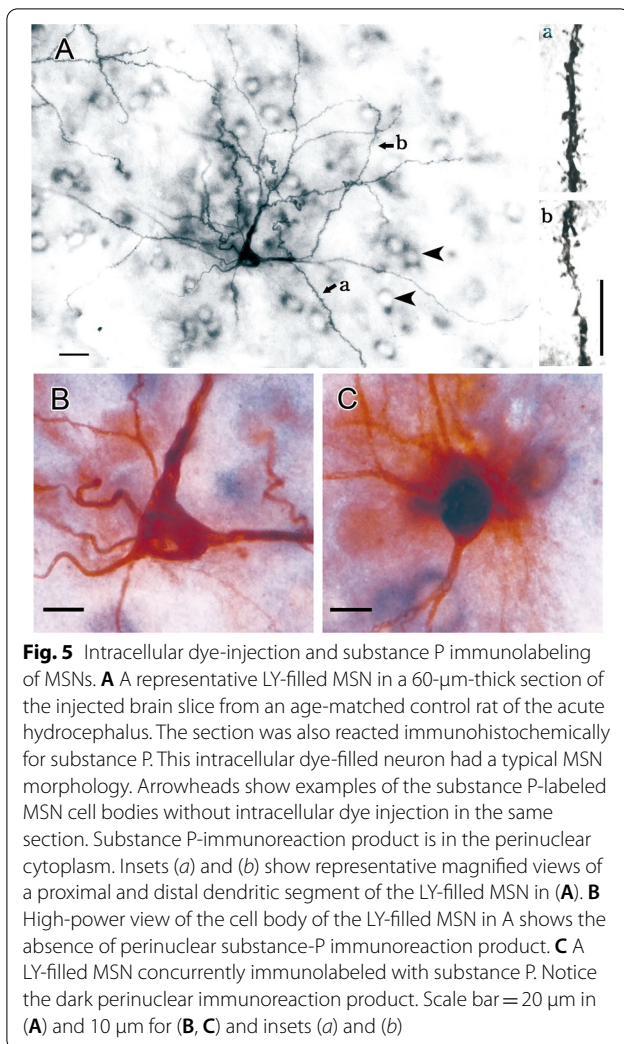 A
a
b
a
b
B
C
Fig. 5 Intracellular dye-injection and substance P immunolabeling
of MSNs. A A representative LY-filled MSN in a 60-μm-thick section of
the injected brain slice from an age-matched control rat of the acute
hydrocephalus. The section was also reacted immunohistochemically
for substance P. This intracellular dye-filled neuron had a typical MSN
morphology. Arrowheads show examples of the substance P-labeled
MSN cell bodies without intracellular dye injection in the same
section. Substance P-immunoreaction product is in the perinuclear
cytoplasm. Insets (a) and (b) show representative magnified views of
a proximal and distal dendritic segment of the LY-filled MSN in (A). B
High-power view of the cell body of the LY-filled MSN in A shows the
absence of perinuclear substance-P immunoreaction product. C A
LY-filled MSN concurrently immunolabeled with substance P. Notice
the dark perinuclear immunoreaction product. Scale bar = 20 μm in
(A) and 10 μm for (B, C) and insets (a) and (b)